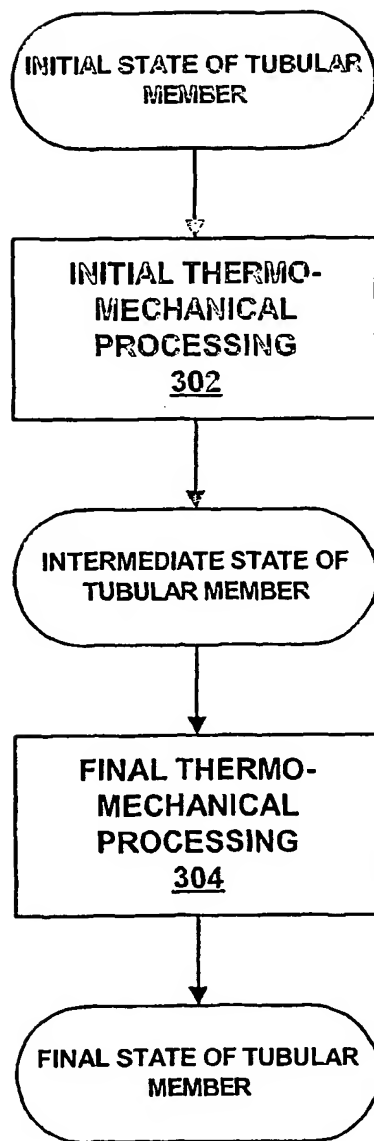 INITIAL STATE OF TUBULAR
MEMBER
INITIAL THERMO-
MECHANICAL
PROCESSING
302
INTERMEDIATE STATE OF
TUBULAR MEMBER
FINAL THERMO-
MECHANICAL
PROCESSING
304
FINAL STATE OF TUBULAR
MEMBER